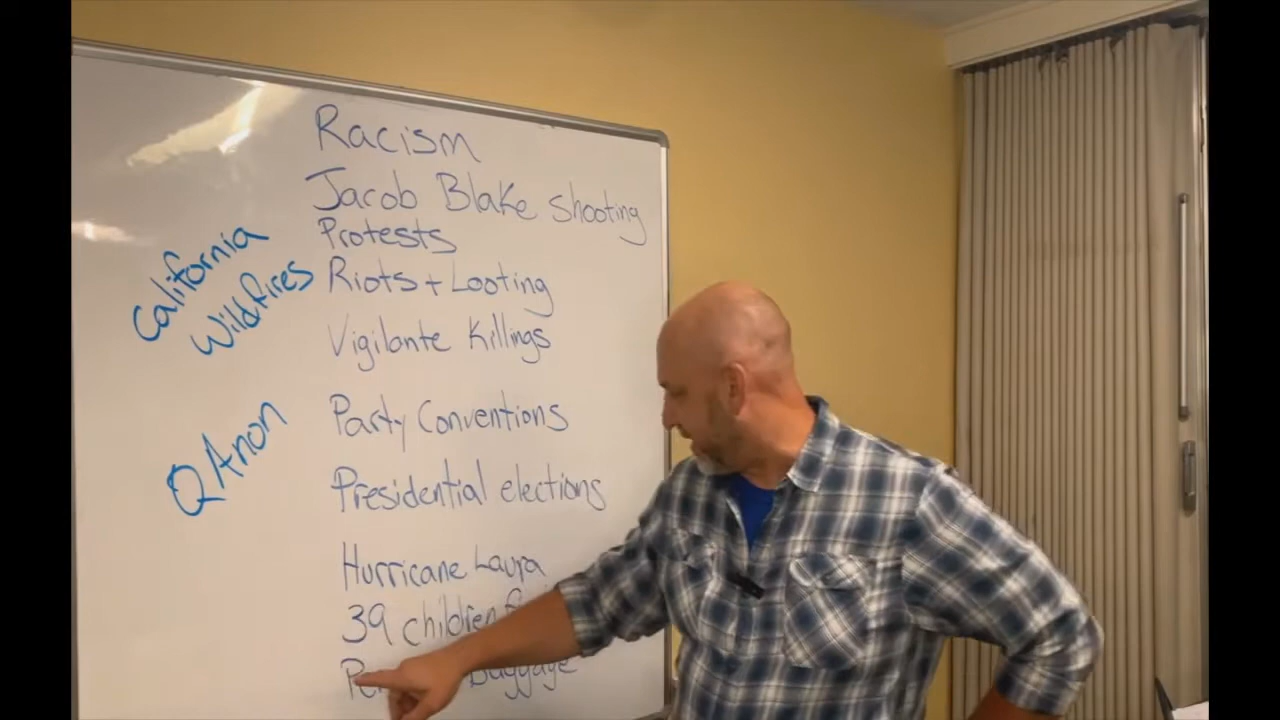 Racism
Jacob Blake shooting
Protests
Riots + Looting
Vigilante Killings
Party Conventions
Presidential elections
Hurricane Laura
39 children
baggage
California
Wildfires
QAnon